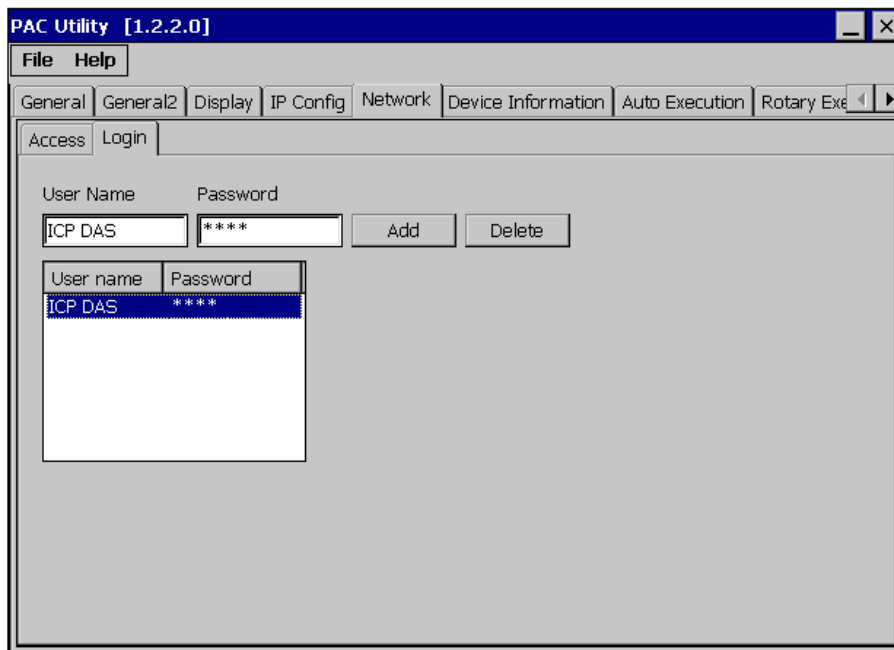 PAC Utility [1.2.2.0]
File Help
General General2 Display IP Config Network Device Information Auto Execution Rotary Exe
Access Login
User Name Password
ICP DAS **** Add Delete
User name Password
ICP DAS ****